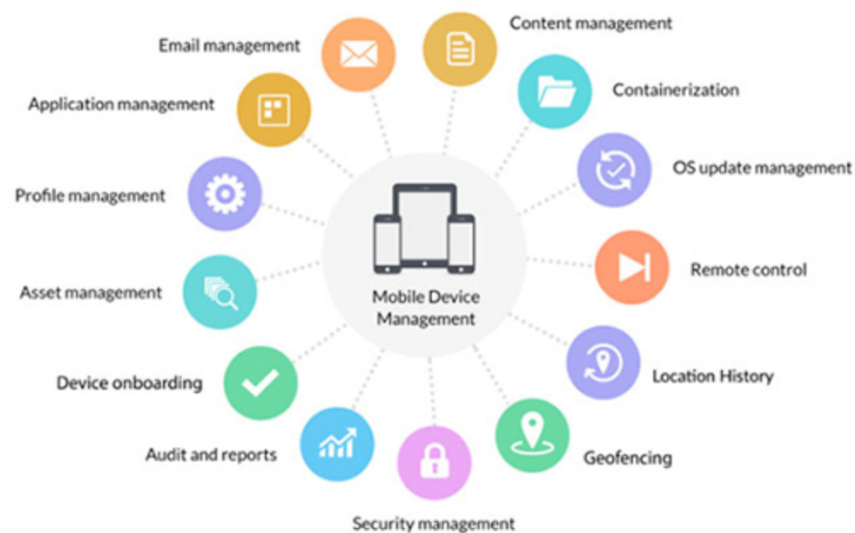 Email management
Content management
Application management
Containerization
Profile management
OS update management
Asset management
Mobile Device
Management
Remote control
Device onboarding
Location History
Audit and reports
Geofencing
Security management